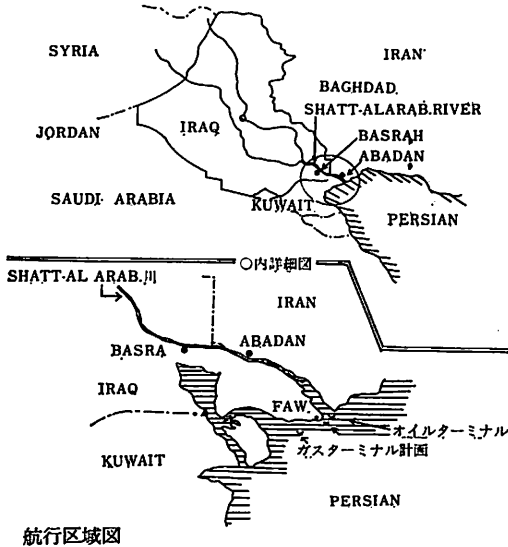 SYRIA
IRAN
BAGHDAD
SHATT-ALARAB.RIVER
JORDAN
IRAQ
BASRAH
ABADAN
SAUDI ARABIA
KUWAIT
PERSIAN
○内詳細図
SHATT-AL ARAB.川
IRAN
BASRA
ABADAN
IRAQ
FAW
オイルターミナル
ガスターミナル計画
KUWAIT
PERSIAN
航行区域図